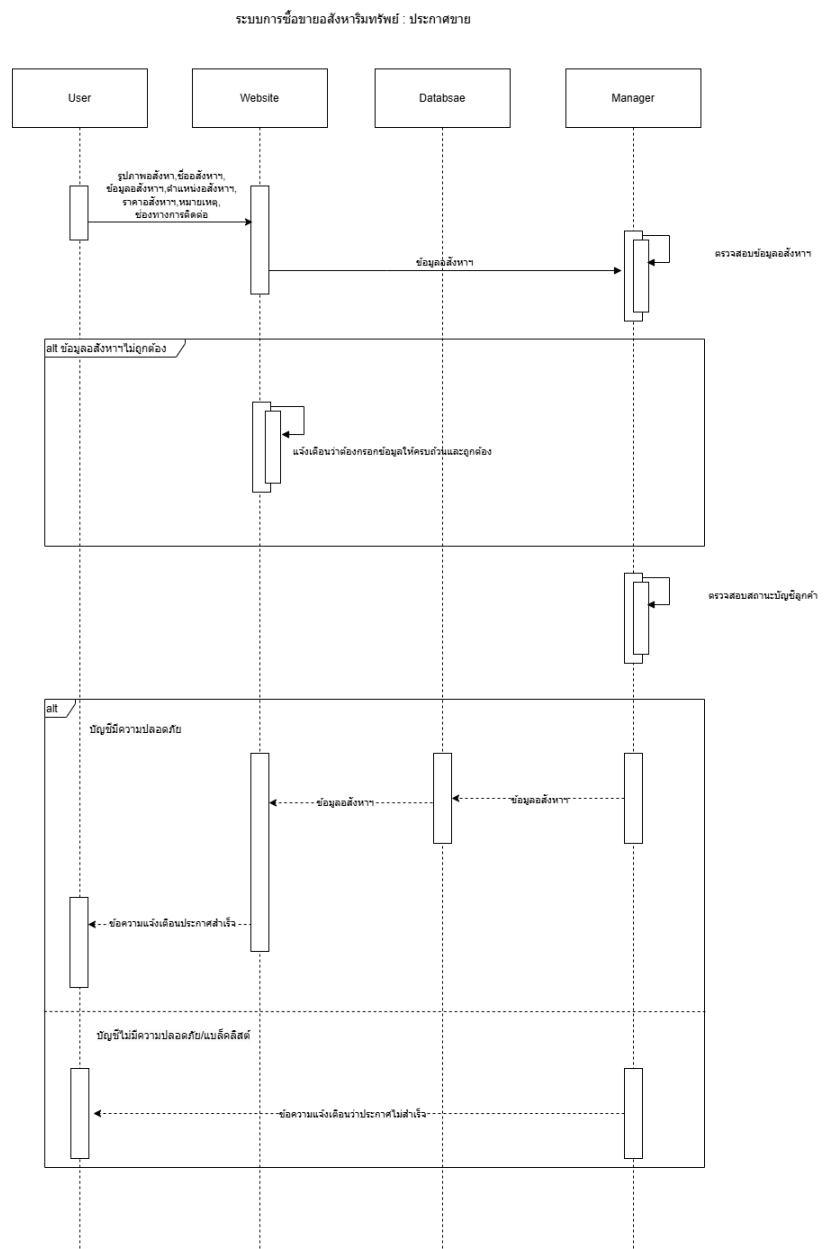 ระบบการซื้อขายอสังหาริมทรัพย์ : ประกาศขาย
User
Website
Databsae
Manager
รูปภาพอสังหา,ชื่ออสังหาฯ,
ข้อมูลอสังหาฯ,ตำแหน่งอสังหาฯ,
ราคาอสังหาฯ,หมายเหตุ,
ช่องทางการติดต่อ
ข้อมูลอสังหาฯ
ตรวจสอบข้อมูลอสังหาฯ
alt ข้อมูลอสังหาฯไม่ถูกต้อง
แจ้งเตือนว่าต้องกรอกข้อมูลให้ครบถ้วนและถูกต้อง
ตรวจสอบสถานะบัญชีลูกค้า
alt
บัญชีมีความปลอดภัย
ข้อมูลอสังหาฯ
ข้อมูลอสังหาฯ
ข้อความแจ้งเตือนประกาศสำเร็จ
บัญชีไม่มีความปลอดภัย/แบล็คลิสต์
ข้อความแจ้งเตือนว่าประกาศไม่สำเร็จ